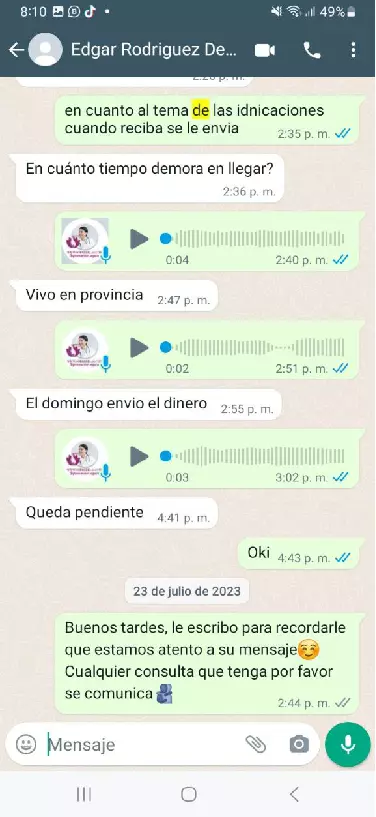 8:10
49%
Edgar Rodriguez De...
en cuanto al tema de las idnicaciones
cuando reciba se le envia
2:35 p. m.
En cuánto tiempo demora en llegar?
2:36 p. m.
0:04
2:40 p. m.
Vivo en provincia
2:47 p. m.
0:02
2:51 p. m.
El domingo envio el dinero
2:55 p. m.
0:03
3:02 p. m.
Queda pendiente
4:41 p. m.
Oki
4:43 p. m.
23 de julio de 2023
Buenos tardes, le escribo para recordarle
que estamos atento a su mensaje☺️
Cualquier consulta que tenga por favor
se comunica🫂
2:44 p. m.
Mensaje